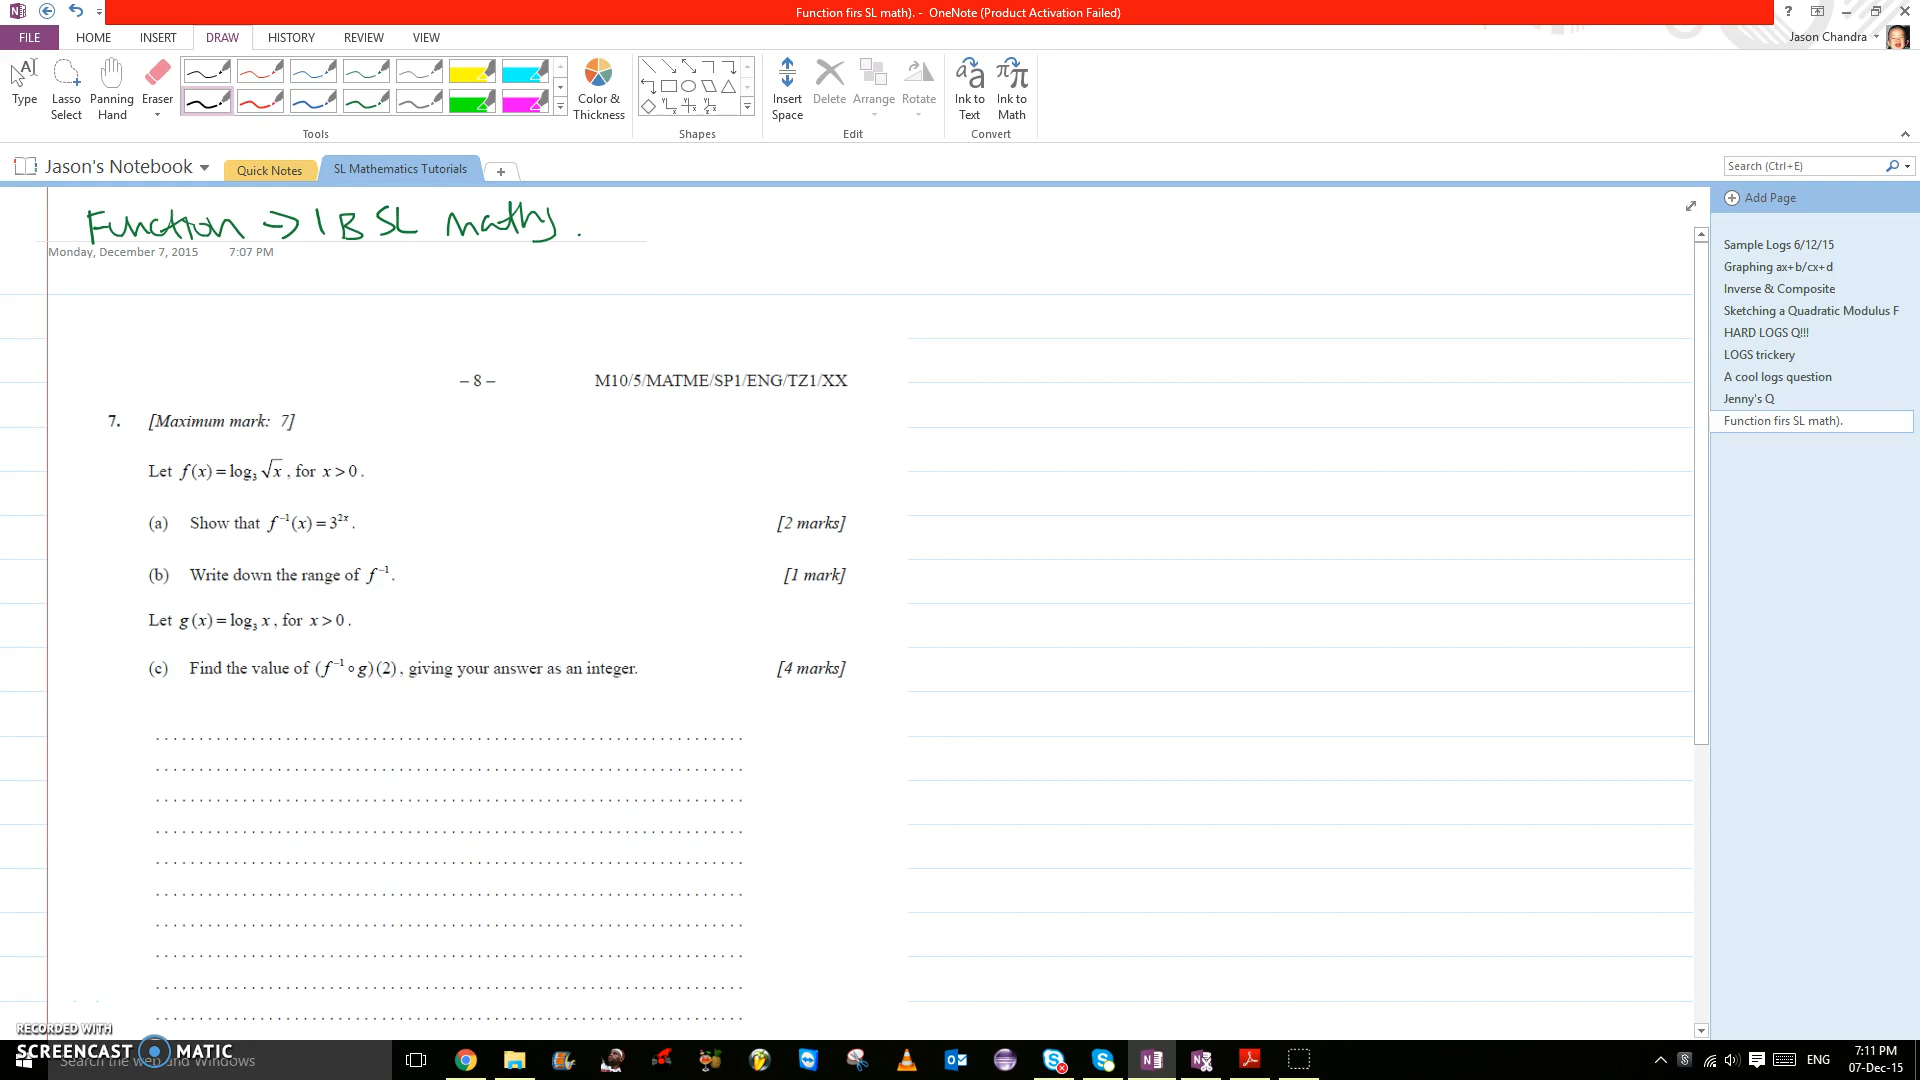 Function firs SL math). - OneNote (Product Activation Failed)
FILE HOME INSERT DRAW HISTORY REVIEW VIEW
Jason Chandra
Type
Lasso Select
Panning Hand
Eraser
Color & Thickness
Insert Space
Delete
Arrange
Rotate
Ink to Text
Ink to Math
Tools
Shapes
Edit
Convert
Jason's Notebook
Quick Notes
SL Mathematics Tutorials
Search (Ctrl+E)
Add Page
Sample Logs 6/12/15
Graphing ax+b/cx+d
Inverse & Composite
Sketching a Quadratic Modulus F
HARD LOGS Q!!!
LOGS trickery
A cool logs question
Jenny's Q
Function firs SL math).
Function → IB SL maths.
Monday, December 7, 2015 7:07 PM
– 8 – M10/5/MATME/SP1/ENG/TZ1/XX
7. [Maximum mark: 7]
Let f(x) = log₃ √x, for x > 0.
(a) Show that f⁻¹(x) = 3²ˣ. [2 marks]
(b) Write down the range of f⁻¹. [1 mark]
Let g(x) = log₃ x, for x > 0.
(c) Find the value of (f⁻¹ ∘ g)(2), giving your answer as an integer. [4 marks]
RECORDED WITH
SCREENCAST MATIC
Search the web and Windows
ENG
7:11 PM
07-Dec-15